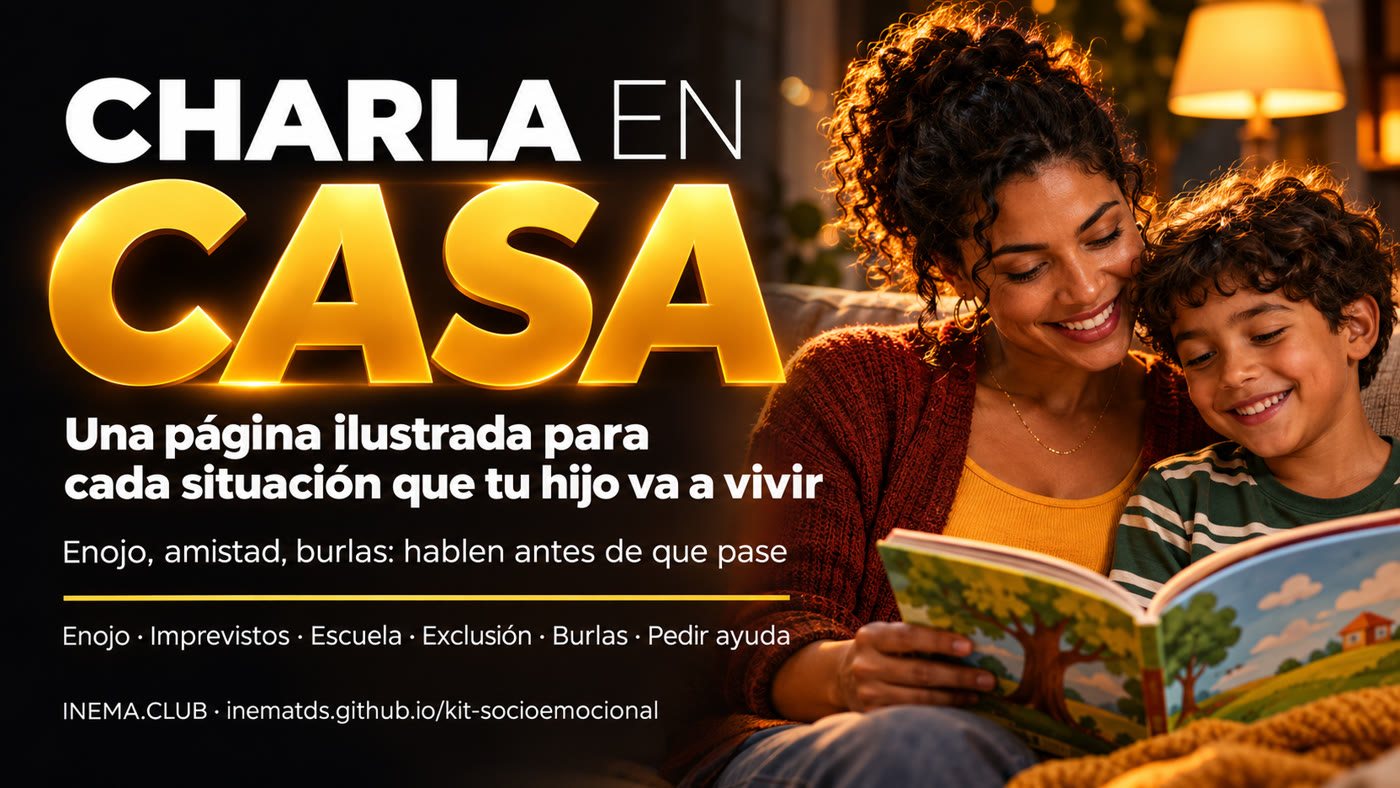 CHARLA EN
CASA
Una página ilustrada para
cada situación que tu hijo va a vivir
Enojo, amistad, burlas: hablen antes de que pase
Enojo · Imprevistos · Escuela · Exclusión · Burlas · Pedir ayuda
INEMA.CLUB · inematds.github.io/kit-socioemocional